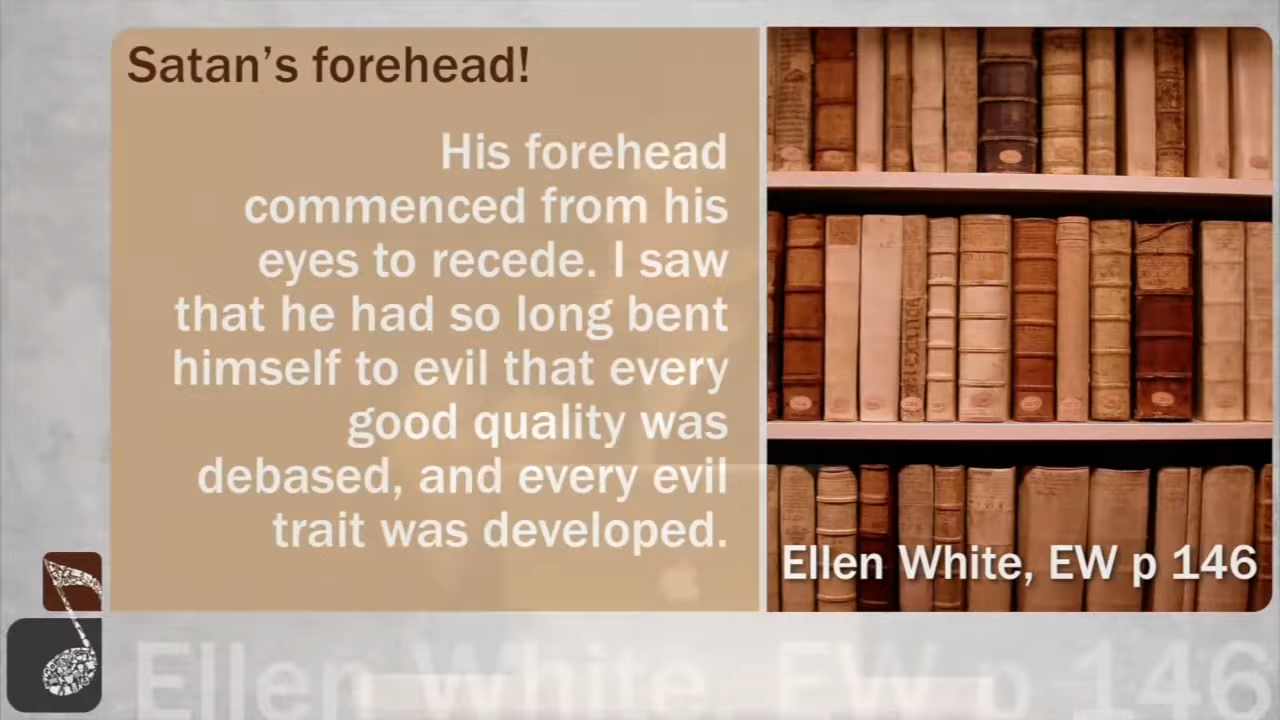 Satan's forehead!
His forehead
commenced from his
eyes to recede. I saw
that he had so long bent
himself to evil that every
good quality was
debased, and every evil
trait was developed.
Ellen White, EW p 146
Ellen White, EW p 146